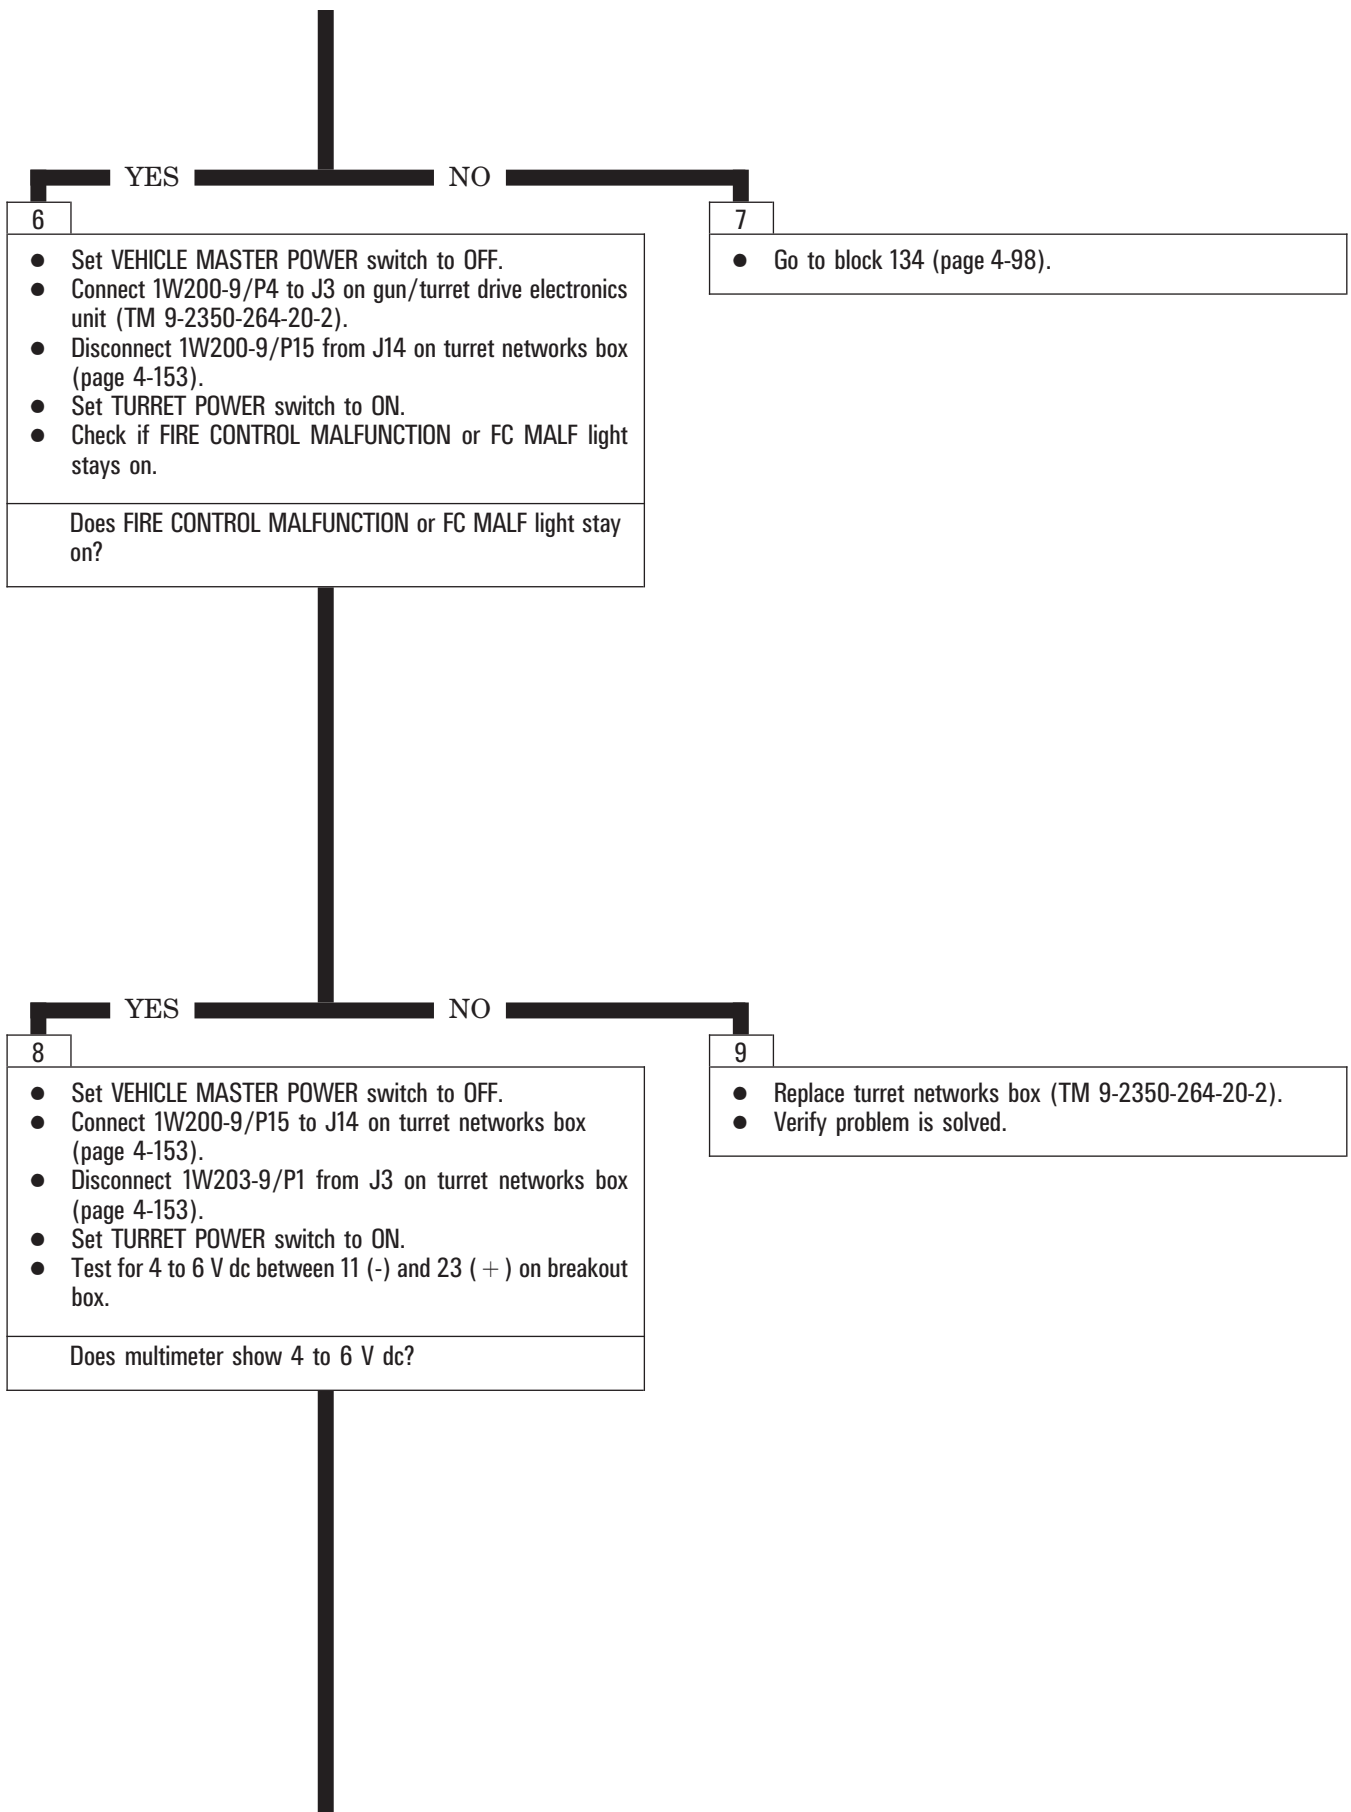 YES NO
6
● Set VEHICLE MASTER POWER switch to OFF.
● Connect 1W200-9/P4 to J3 on gun/turret drive electronics
unit (TM 9-2350-264-20-2).
● Disconnect 1W200-9/P15 from J14 on turret networks box
(page 4-153).
● Set TURRET POWER switch to ON.
● Check if FIRE CONTROL MALFUNCTION or FC MALF light
stays on.
Does FIRE CONTROL MALFUNCTION or FC MALF light stay
on?
7
● Go to block 134 (page 4-98).
YES NO
8
● Set VEHICLE MASTER POWER switch to OFF.
● Connect 1W200-9/P15 to J14 on turret networks box
(page 4-153).
● Disconnect 1W203-9/P1 from J3 on turret networks box
(page 4-153).
● Set TURRET POWER switch to ON.
● Test for 4 to 6 V dc between 11 (-) and 23 ( + ) on breakout
box.
Does multimeter show 4 to 6 V dc?
9
● Replace turret networks box (TM 9-2350-264-20-2).
● Verify problem is solved.